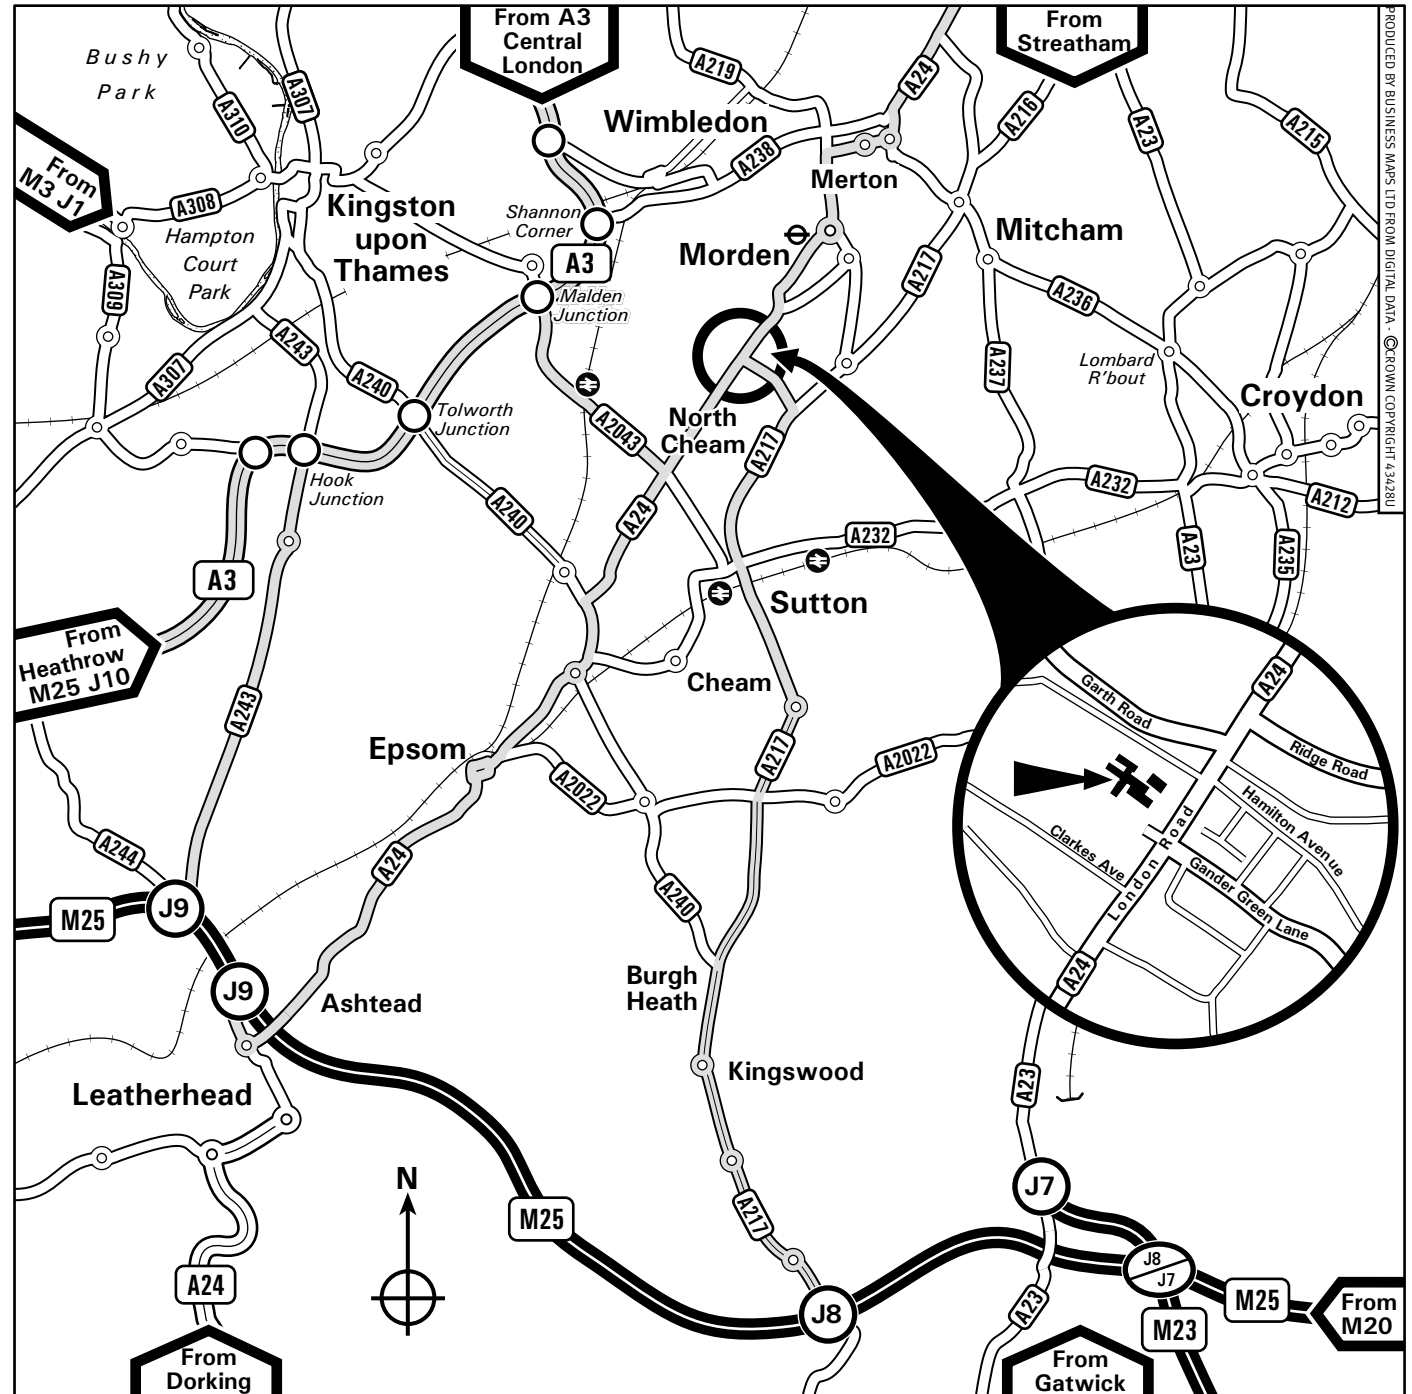 From A3
Central
London
From
Streatham
PRODUCED BY BUSINESS MAPS LTD FROM DIGITAL DATA - ©CROWN COPYRIGHT 43428U
Bushy
Park
A310
A307
A219
A24
A216
A23
A215
Wimbledon
A238
From
M3 J1
A308
Kingston
upon
Thames
Shannon
Corner
Merton
Hampton
Court
Park
A3
Morden
A217
Mitcham
A309
Malden
Junction
A236
A243
A307
A240
A237
Lombard
R'bout
Croydon
Tolworth
Junction
A2043
North
Cheam
A217
Hook
Junction
A240
A24
A232
A232
A212
A23
A235
A3
Sutton
From
Heathrow
M25 J10
A243
Cheam
Epsom
A217
A2022
A2022
A24
Garth Road
Ridge Road
Hamilton Avenue
Clarkes Ave
London Road
Gander Green Lane
A24
A244
A24
A240
M25
J9
J9
Ashtead
Burgh
Heath
Kingswood
A23
Leatherhead
N
M25
A217
J7
J8
J7
J8
A24
A23
M25
M23
From
M20
From
Dorking
From
Gatwick